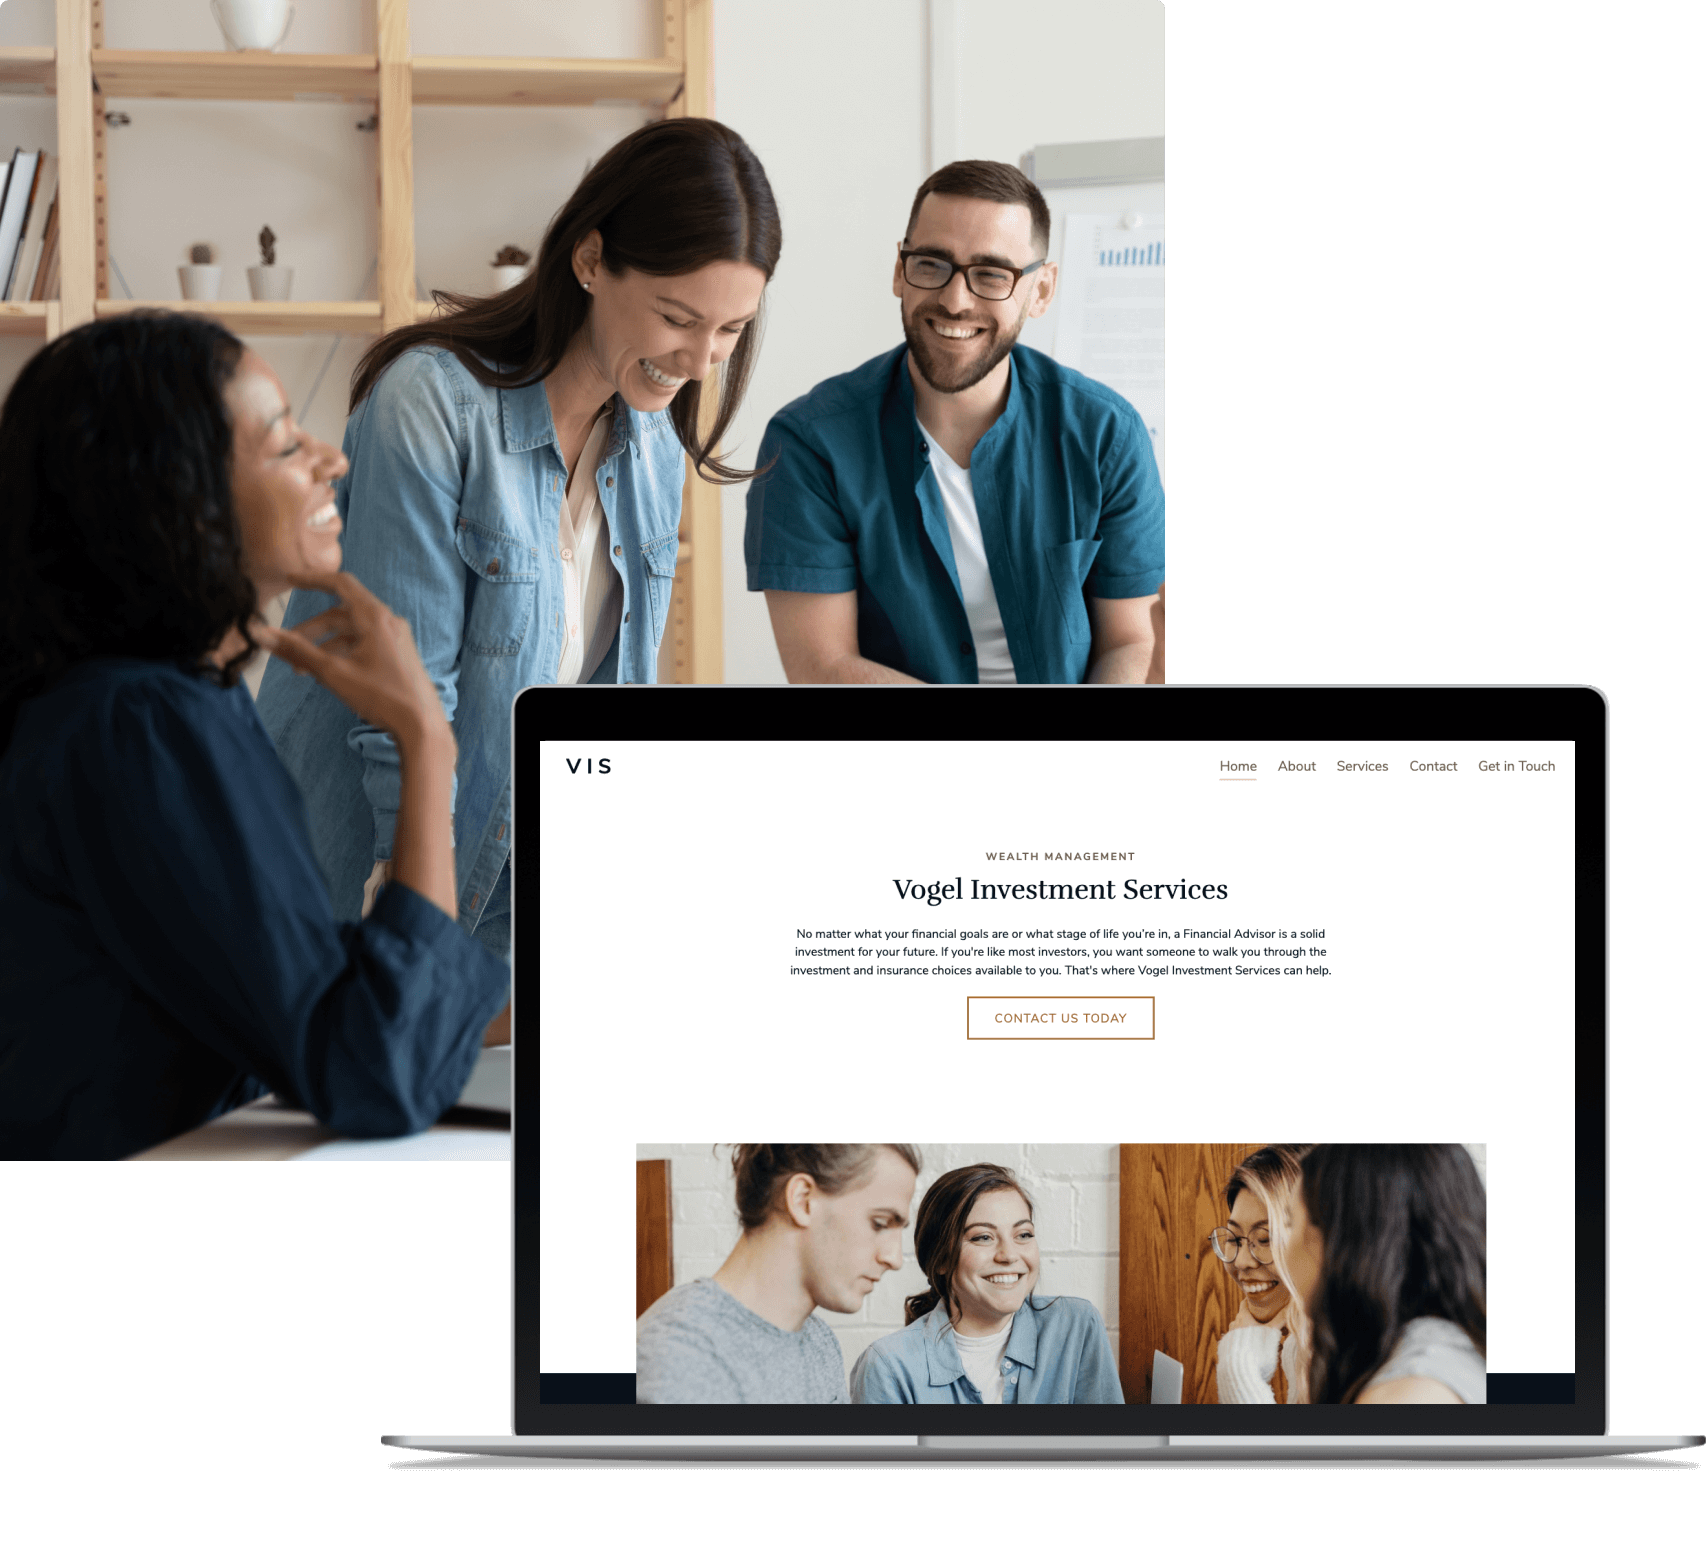 VIS
Home About Services Contact Get in Touch
WEALTH MANAGEMENT
Vogel Investment Services
No matter what your financial goals are or what stage of life you're in, a Financial Advisor is a solid
investment for your future. If you're like most investors, you want someone to walk you through the
investment and insurance choices available to you. That's where Vogel Investment Services can help.
CONTACT US TODAY